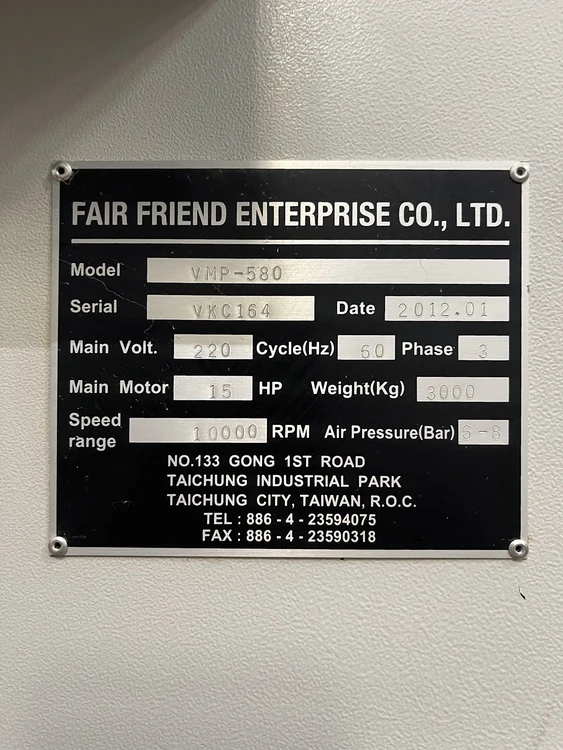 FAIR FRIEND ENTERPRISE CO., LTD.
Model VMP-580
Serial VKC164 Date 2012.01
Main Volt. 220 Cycle(Hz) 60 Phase 3
Main Motor 15 HP Weight(Kg) 3000
Speed range 10000 RPM Air Pressure(Bar) 6-8
NO.133 GONG 1ST ROAD
TAICHUNG INDUSTRIAL PARK
TAICHUNG CITY, TAIWAN, R.O.C.
TEL : 886 - 4 - 23594075
FAX : 886 - 4 - 23590318